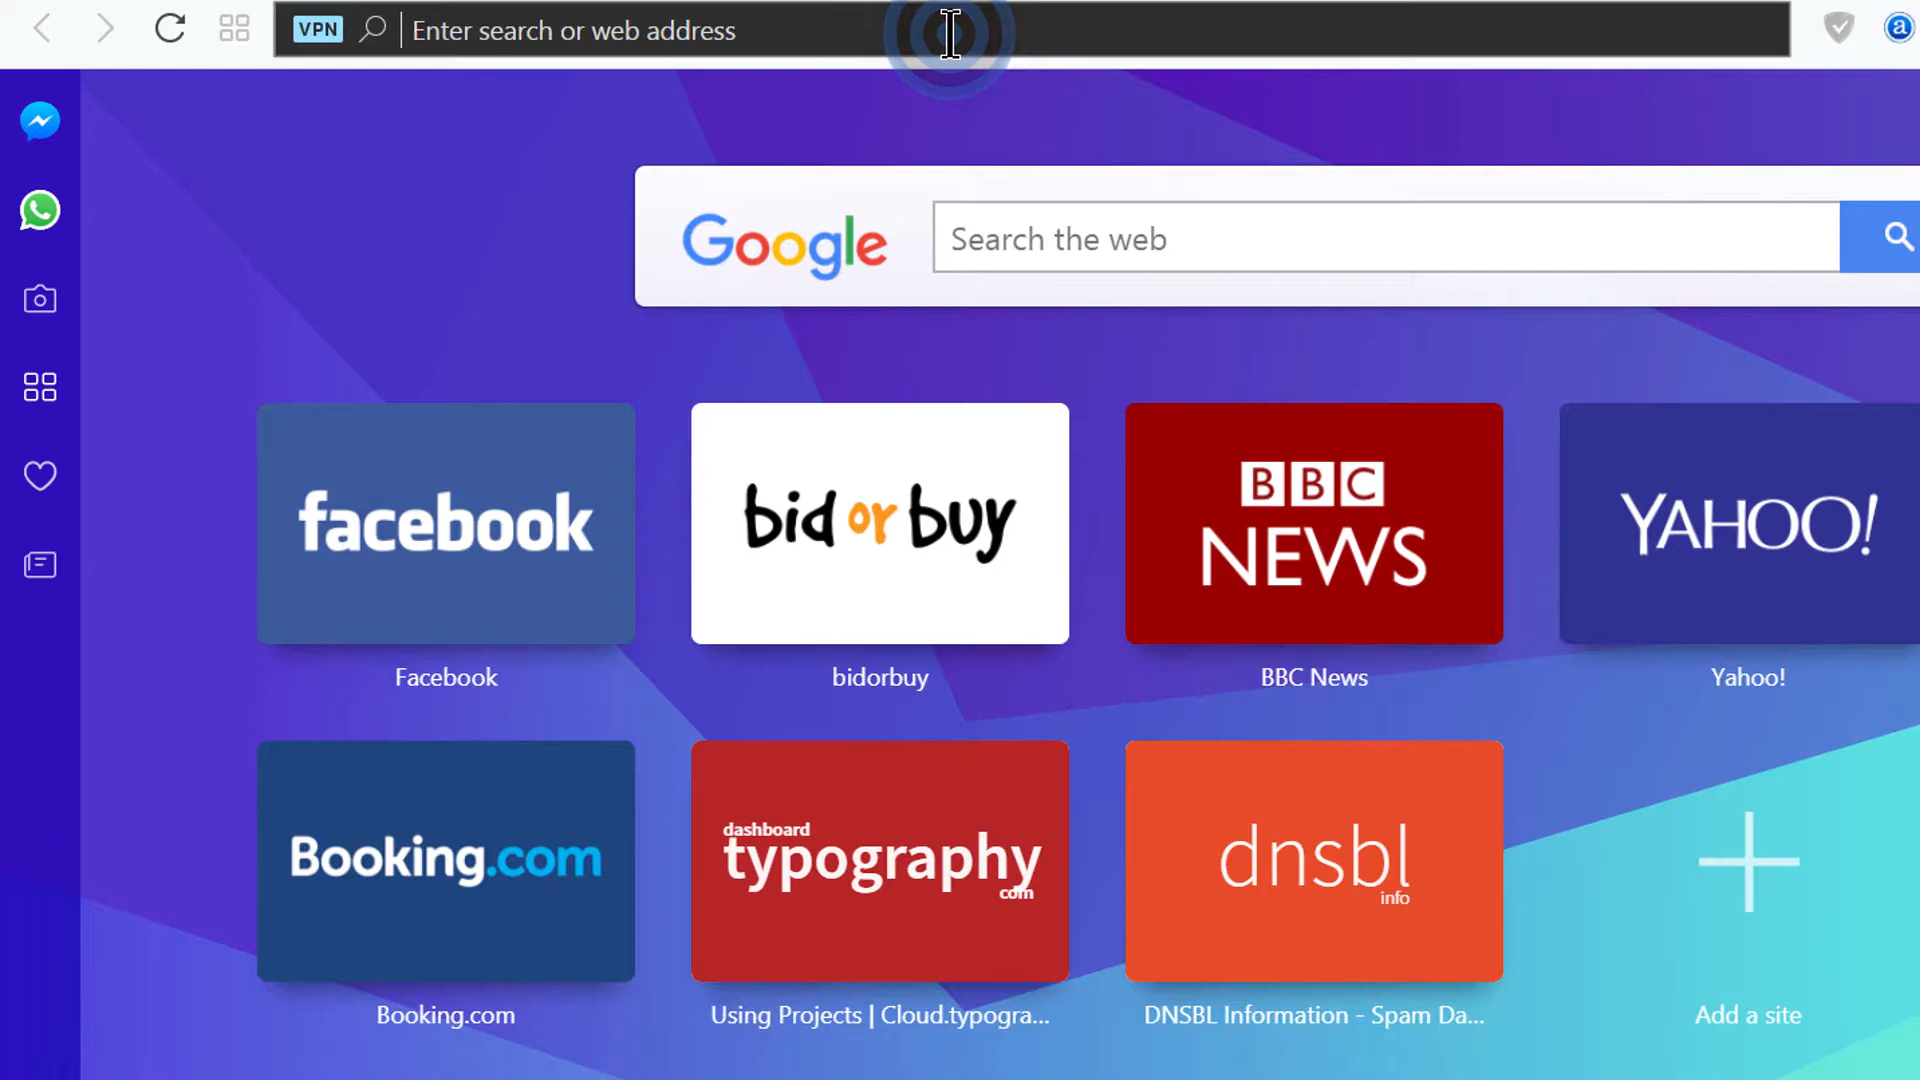 VPN Enter search or web address
a
Google Search the web
facebook
bid or buy
BBC
NEWS
YAHOO!
Facebook
bidorbuy
BBC News
Yahoo!
Booking.com
dashboard
typography
com
dnsbl
info
Booking.com
Using Projects | Cloud.typogra...
DNSBL Information - Spam Da...
Add a site